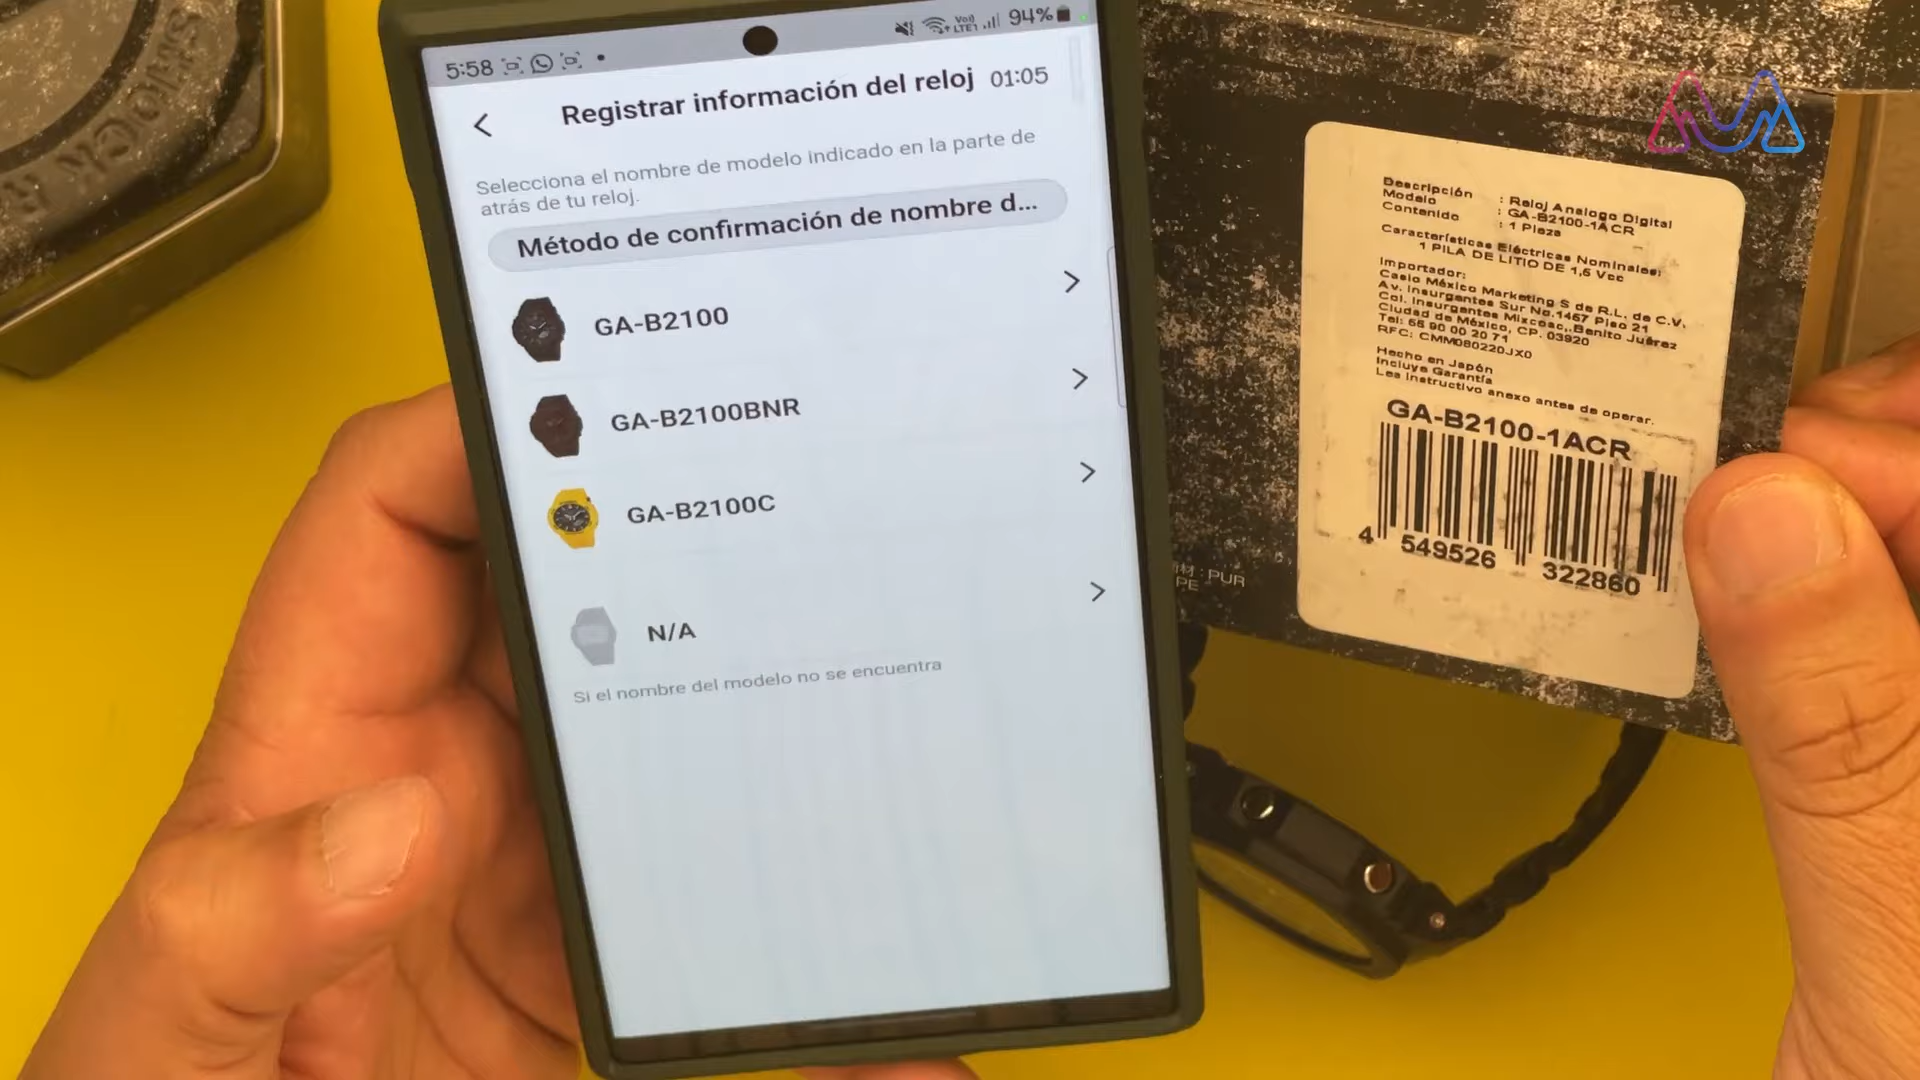 5:58
Vo))
LTE1
94%
Registrar información del reloj
01:05
Selecciona el nombre de modelo indicado en la parte de
atrás de tu reloj.
Método de confirmación de nombre d...
GA-B2100
GA-B2100BNR
GA-B2100C
N/A
Si el nombre del modelo no se encuentra
Descripción : Reloj Analogo Digital
Modelo : GA-B2100-1ACR
Contenido : 1 Pieza
Características Eléctricas Nominales:
1 PILA DE LITIO DE 1,5 Vcc
Importador:
Casio México Marketing S de R.L. de C.V.
Av. Insurgentes Sur No.1467 Piso 21
Col. Insurgentes Mixcoac,.Benito Juárez
Ciudad de México, CP. 03920
Tel: 55 90 00 20 71
RFC: CMM080220JX0
Hecho en Japón
Incluye Garantía
Lea Instructivo anexo antes de operar.
GA-B2100-1ACR
4 549526 322860
: PUR
PE
SHOCK R